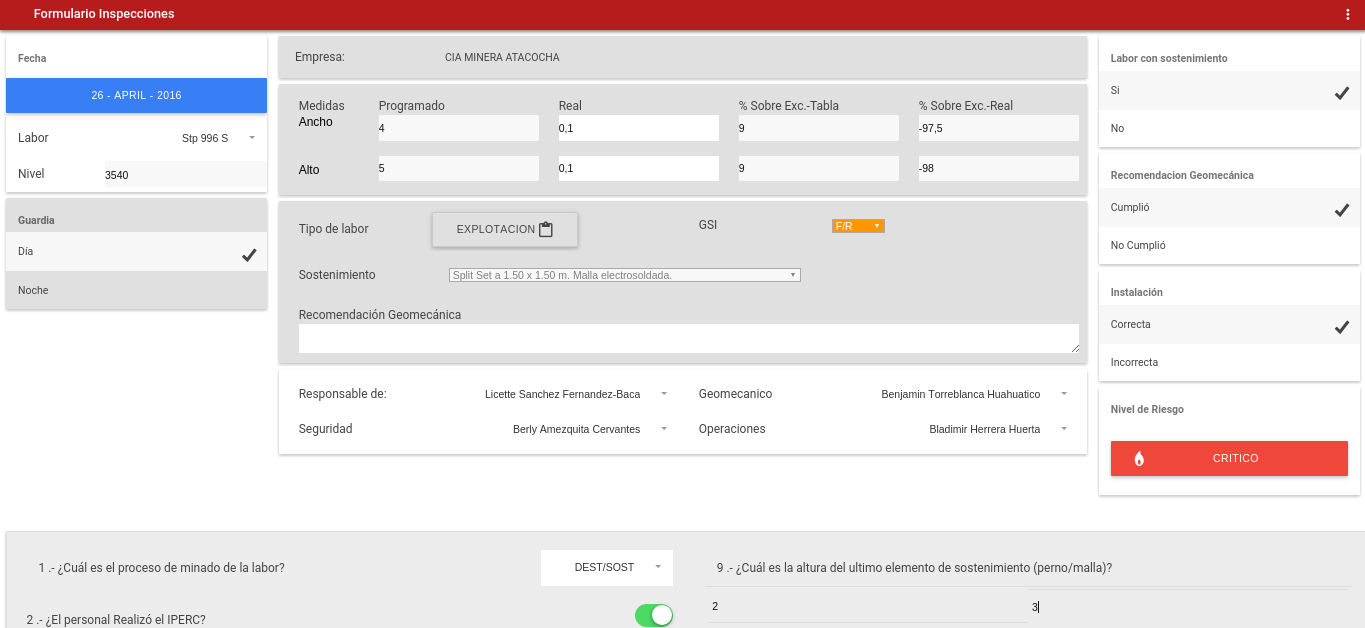 Formulario Inspecciones
Fecha
26 - APRIL - 2016
Labor Stp 996 S
Nivel 3540
Guardia
Día
Noche
Empresa: CIA MINERA ATACOCHA
Medidas Programado Real % Sobre Exc.-Tabla % Sobre Exc.-Real
Ancho 4 0,1 9 -97,5
Alto 5 0,1 9 -98
Tipo de labor EXPLOTACION GSI F/R
Sostenimiento Split Set a 1.50 x 1.50 m. Malla electrosoldada.
Recomendación Geomecánica
Responsable de: Licette Sanchez Fernandez-Baca Geomecanico Benjamin Torreblanca Huahuatico
Seguridad Berly Amezquita Cervantes Operaciones Bladimir Herrera Huerta
Labor con sostenimiento
Si
No
Recomendacion Geomecánica
Cumplió
No Cumplió
Instalación
Correcta
Incorrecta
Nivel de Riesgo
CRITICO
1 .- ¿Cuál es el proceso de minado de la labor? DEST/SOST
2 .- ¿El personal Realizó el IPERC?
9 .- ¿Cuál es la altura del ultimo elemento de sostenimiento (perno/malla)?
2 3